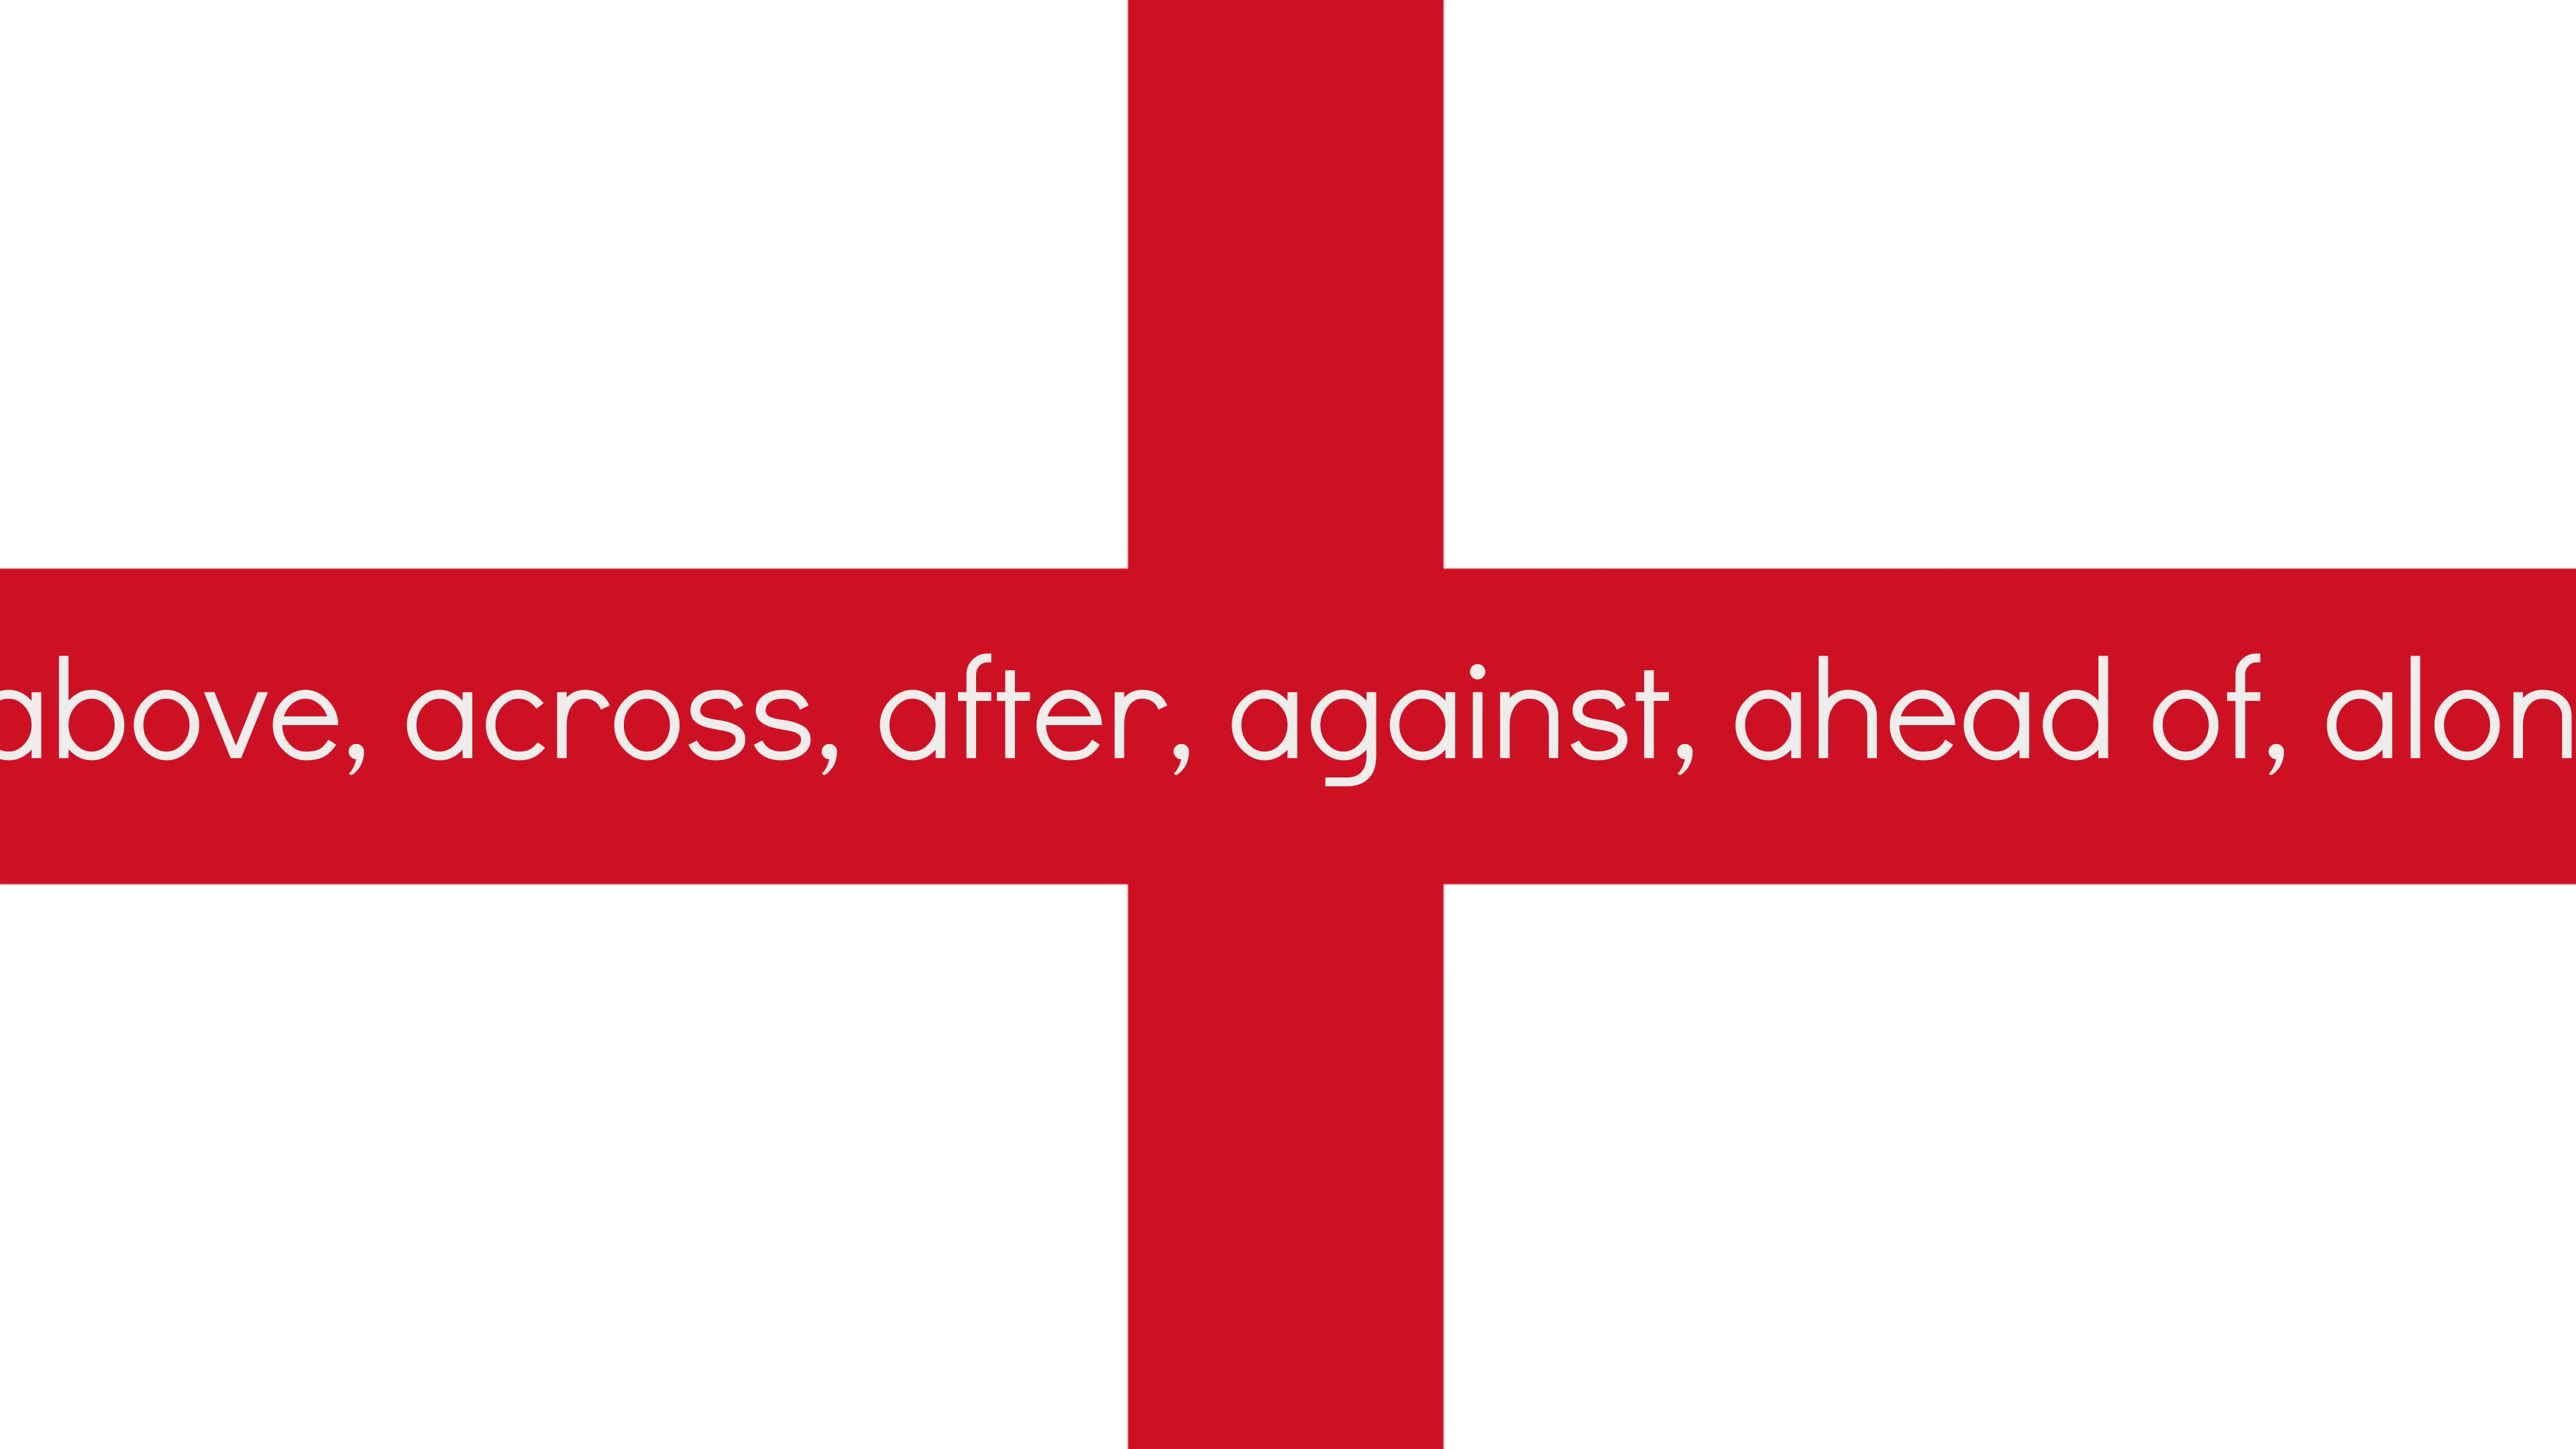 above, across, after, against, ahead of, alon